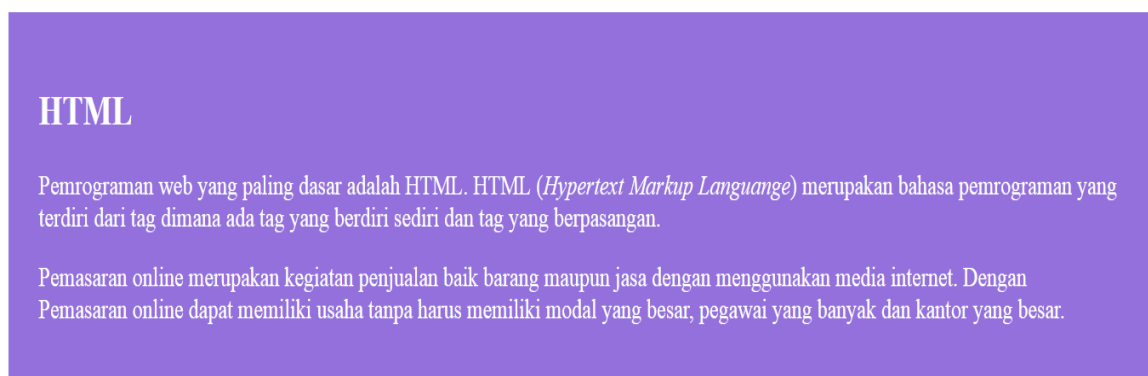 HTML
Pemrograman web yang paling dasar adalah HTML. HTML (Hypertext Markup Languange) merupakan bahasa pemrograman yang
terdiri dari tag dimana ada tag yang berdiri sediri dan tag yang berpasangan.
Pemasaran online merupakan kegiatan penjualan baik barang maupun jasa dengan menggunakan media internet. Dengan
Pemasaran online dapat memiliki usaha tanpa harus memiliki modal yang besar, pegawai yang banyak dan kantor yang besar.